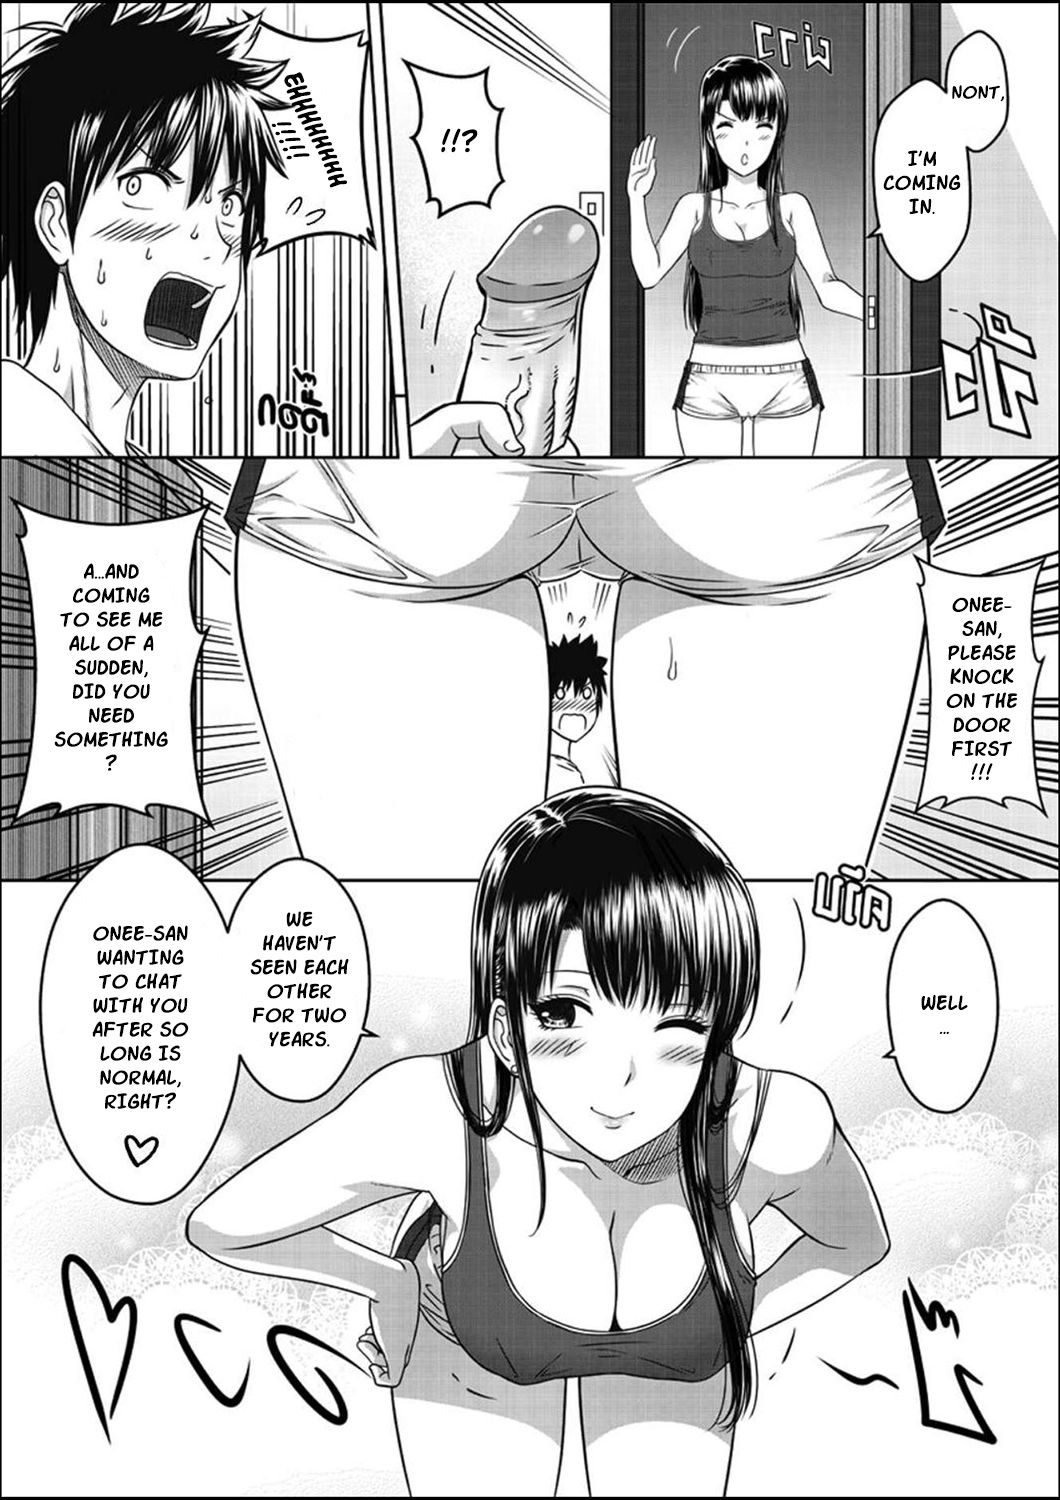 NONT,
I'M
COMING
IN.
!!?
EHHHHHHHH
!!!!!!
ONEE-
SAN,
PLEASE
KNOCK
ON THE
DOOR
FIRST
!!!
A...AND
COMING
TO SEE ME
ALL OF A
SUDDEN,
DID YOU
NEED
SOMETHING
?
WELL
...
WE
HAVEN'T
SEEN EACH
OTHER
FOR TWO
YEARS.
ONEE-SAN
WANTING
TO CHAT
WITH YOU
AFTER SO
LONG IS
NORMAL,
RIGHT?
♡